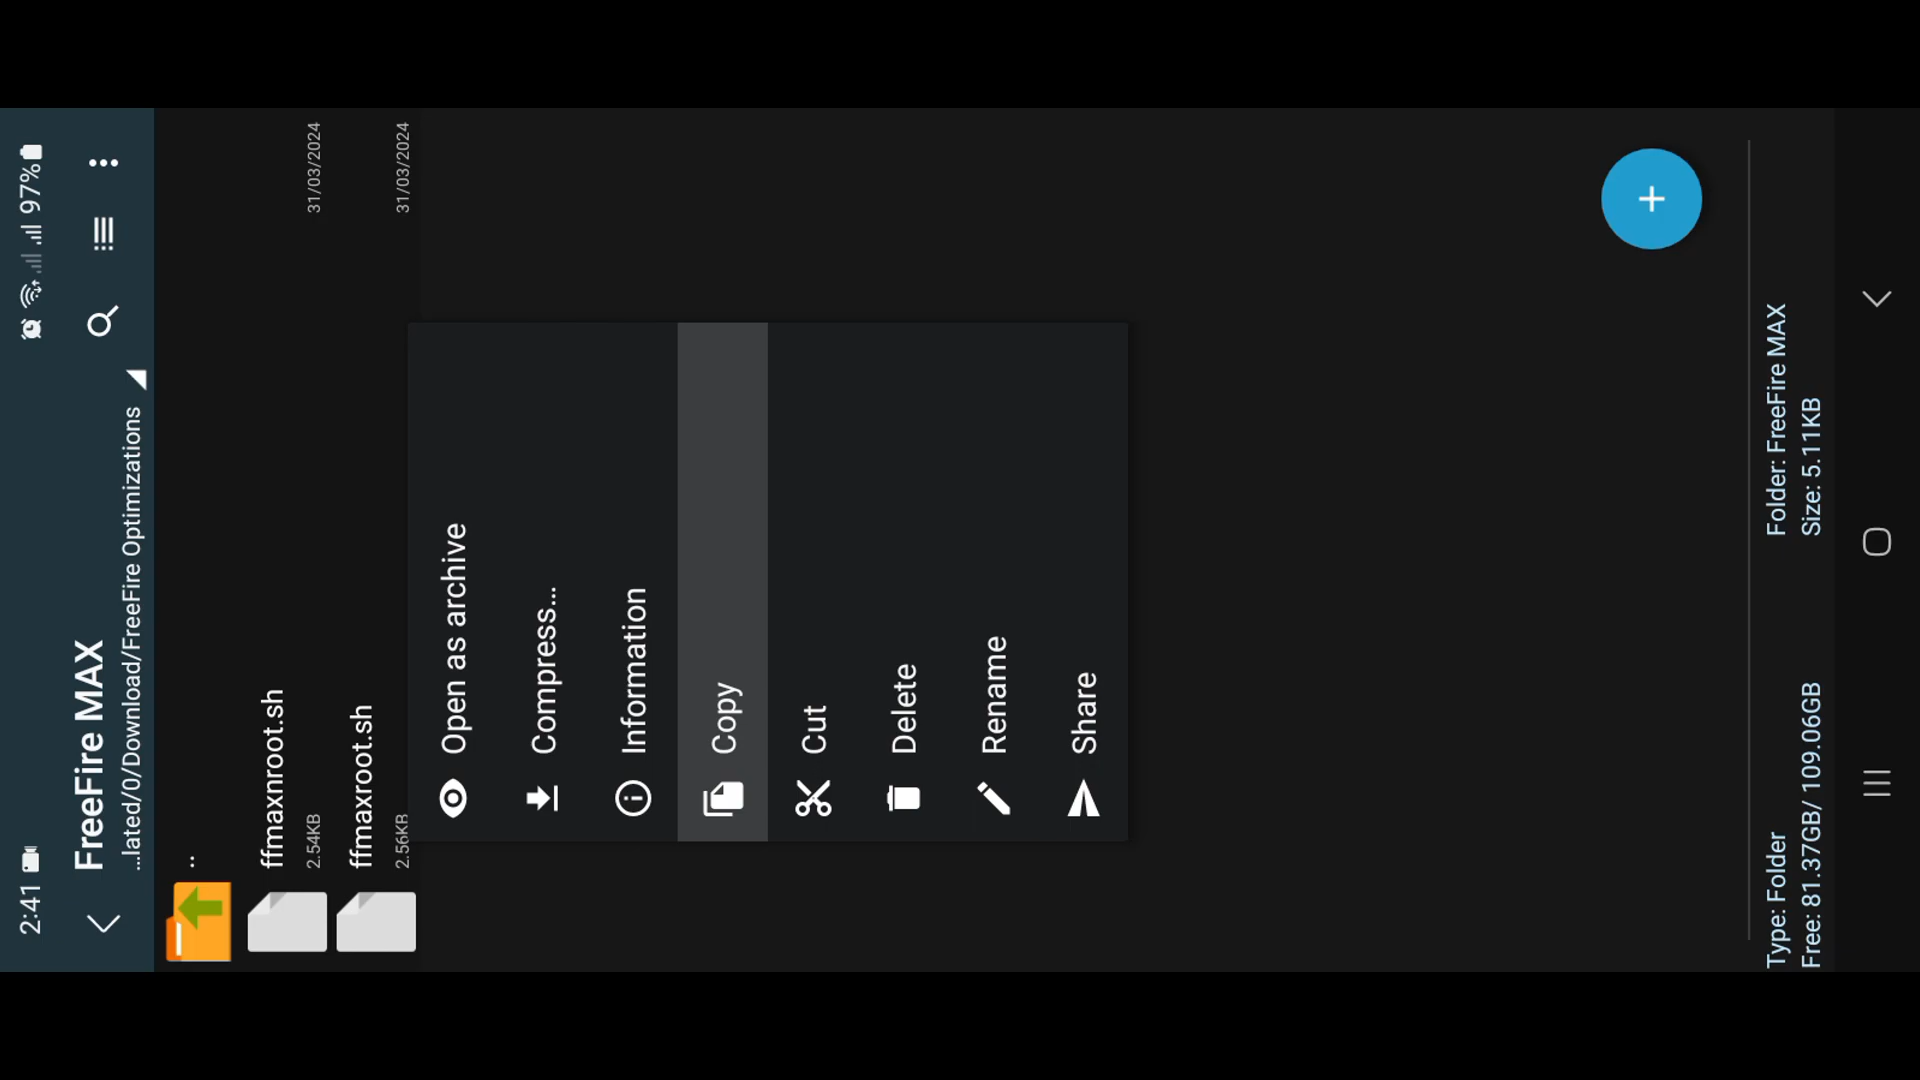 2:41
97%
FreeFire MAX
...lated/0/Download/FreeFire Optimizations
..
ffmaxnroot.sh
2.54KB
31/03/2024
ffmaxroot.sh
2.56KB
31/03/2024
Open as archive
Compress...
Information
Copy
Cut
Delete
Rename
Share
+
Type: Folder
Folder: FreeFire MAX
Free: 81.37GB/ 109.06GB
Size: 5.11KB